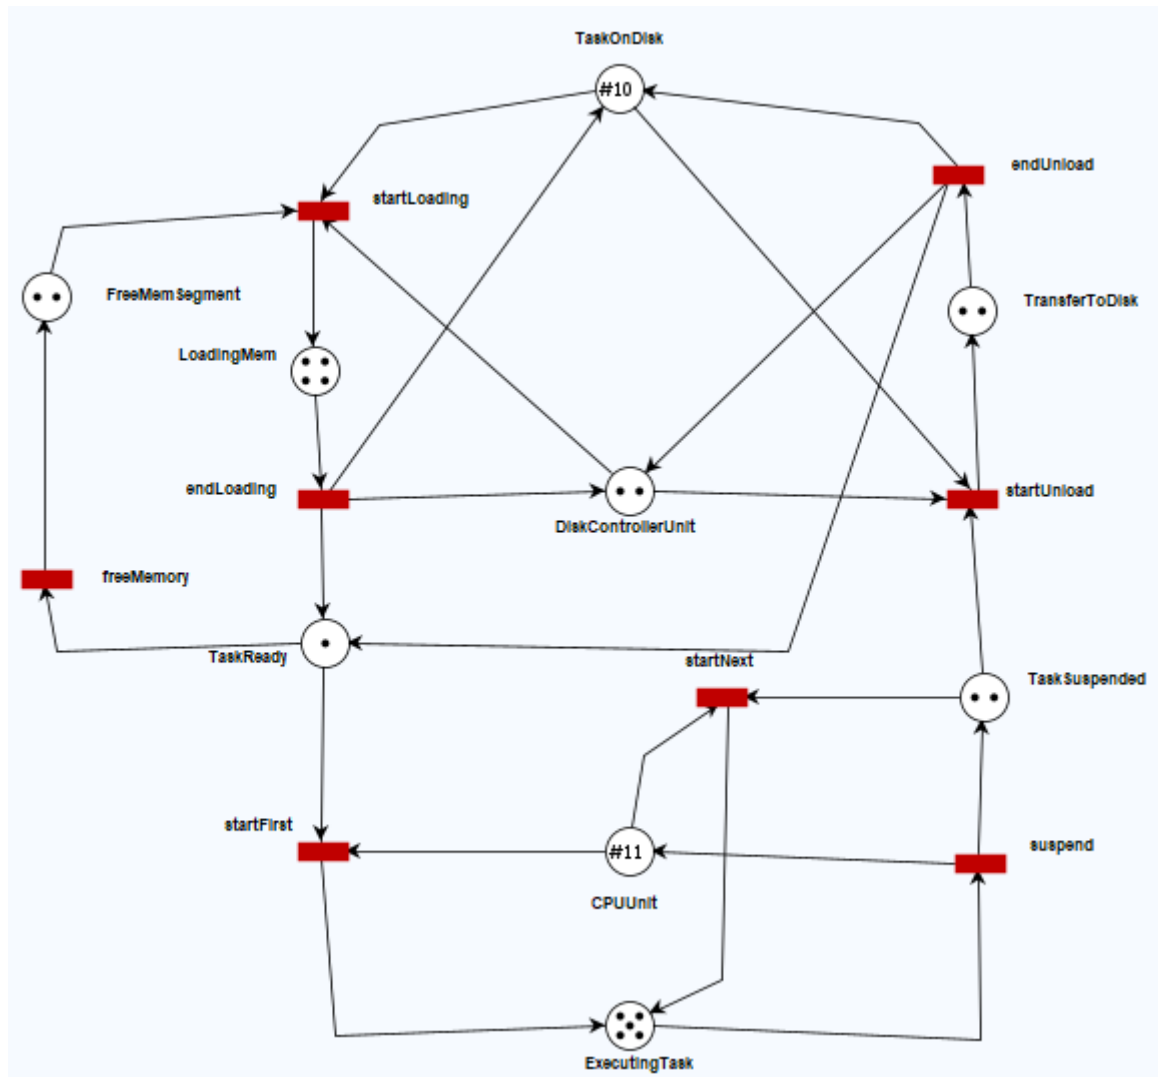 TaskOnDisk
#10
endUnload
startLoading
FreeMemSegment
TransferToDisk
LoadingMem
endLoading
startUnload
DiskControllerUnit
freeMemory
TaskReady
startNext
TaskSuspended
startFirst
suspend
#11
CPUUnit
ExecutingTask